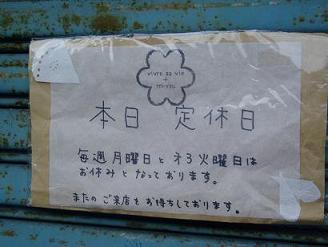 vivre sa vie
+
mi-yyu
本日 定休日
毎週月曜日と第3火曜日は
お休みとなっております。
またのご来店をお待ちしております。